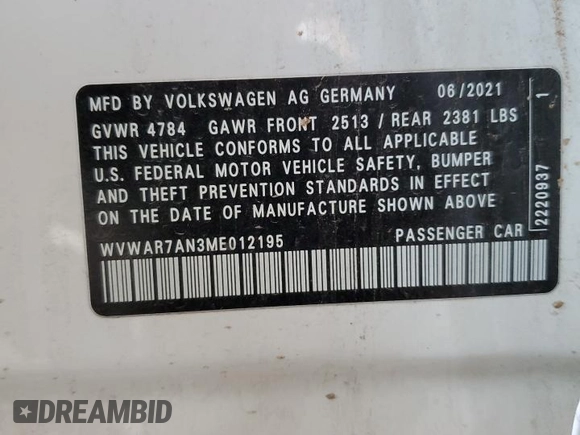 MFD BY VOLKSWAGEN AG GERMANY 06/2021
GVWR 4784 GAWR FRONT 2513 / REAR 2381 LBS
THIS VEHICLE CONFORMS TO ALL APPLICABLE
U.S. FEDERAL MOTOR VEHICLE SAFETY, BUMPER
AND THEFT PREVENTION STANDARDS IN EFFECT
ON DATE OF MANUFACTURE SHOWN ABOVE
WVWAR7AN3ME012195 PASSENGER CAR
2220937 1
DREAMBID